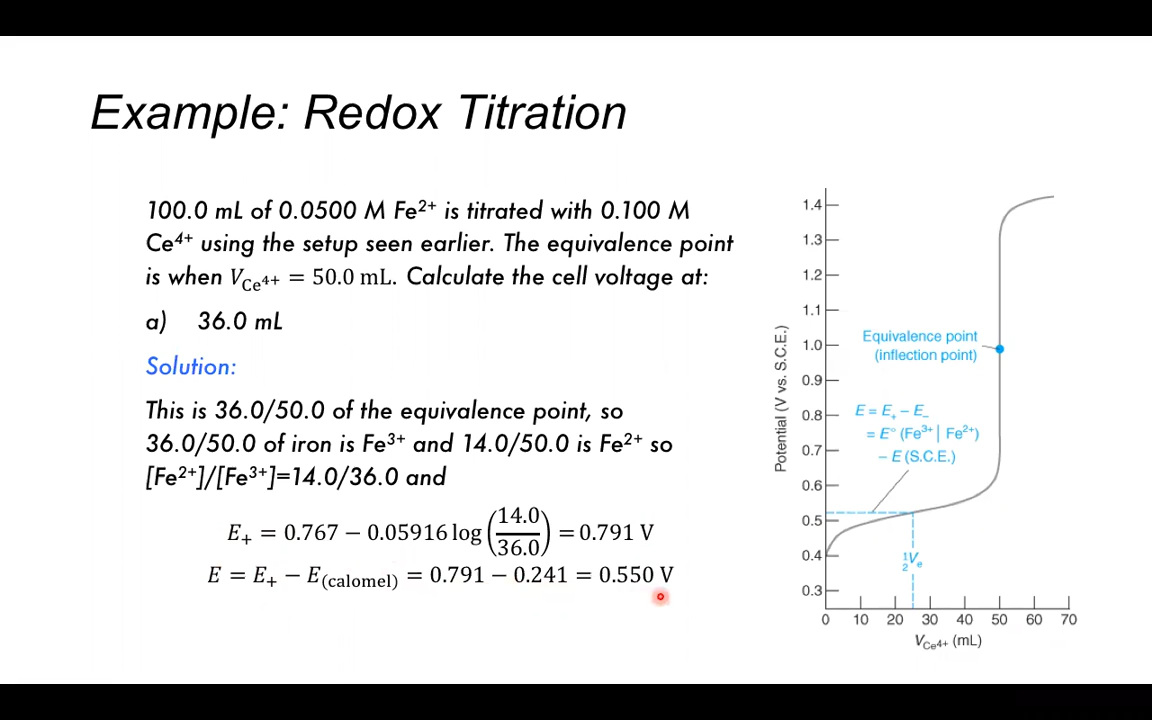 Example: Redox Titration
100.0 mL of 0.0500 M Fe²⁺ is titrated with 0.100 M
Ce⁴⁺ using the setup seen earlier. The equivalence point
is when V_Ce⁴⁺ = 50.0 mL. Calculate the cell voltage at:
a) 36.0 mL
Solution:
This is 36.0/50.0 of the equivalence point, so
36.0/50.0 of iron is Fe³⁺ and 14.0/50.0 is Fe²⁺ so
[Fe²⁺]/[Fe³⁺]=14.0/36.0 and
E₊ = 0.767 − 0.05916 log(14.0/36.0) = 0.791 V
E = E₊ − E(calomel) = 0.791 − 0.241 = 0.550 V
Potential (V vs. S.C.E.)
1.4
1.3
1.2
1.1
1.0
0.9
0.8
0.7
0.6
0.5
0.4
0.3
Equivalence point
(inflection point)
E = E₊ − E₋
= E° (Fe³⁺ | Fe²⁺)
− E (S.C.E.)
½Vₑ
0 10 20 30 40 50 60 70
V_Ce⁴⁺ (mL)